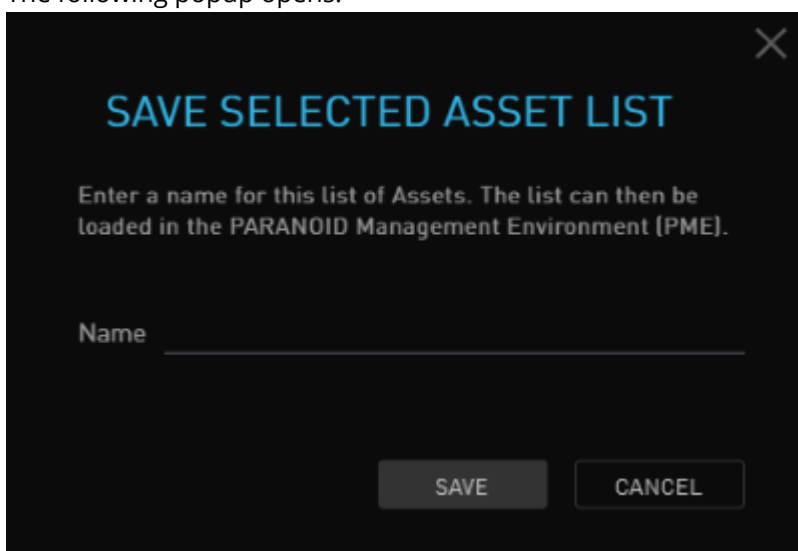 The following popup opens:
SAVE SELECTED ASSET LIST
Enter a name for this list of Assets. The list can then be
loaded in the PARANOID Management Environment (PME).
Name
SAVE
CANCEL